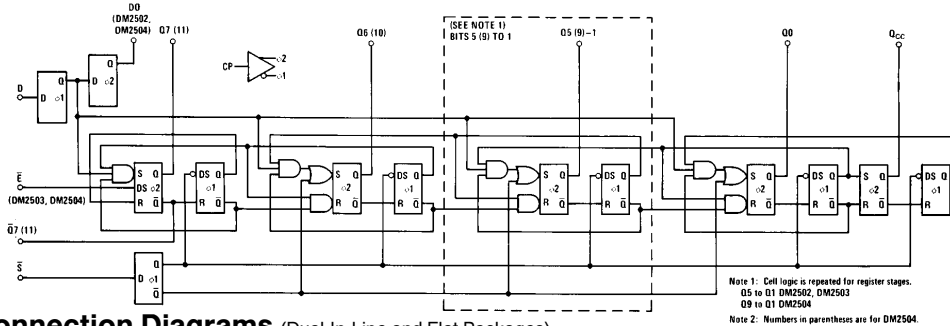 D0
(DM2502,
DM2504)
Q7 (11)
Q6 (10)
(SEE NOTE 1)
BITS 5 (9) TO 1
Q5 (9)–1
Q0
QCC
CP
ϕ2
ϕ1
D
D Q ϕ1
D Q ϕ2
E̅
(DM2503, DM2504)
S Q
DS ϕ2
R Q̅
DS Q
ϕ1
R Q̅
S Q
ϕ2
R Q̅
DS Q
ϕ1
R Q̅
S Q
ϕ2
R Q̅
DS Q
ϕ1
R Q̅
S Q
ϕ2
R Q̅
DS Q
ϕ1
R Q̅
S Q
ϕ2
R Q̅
DS Q
ϕ1
R
Q̅7 (11)
S̅
Q
D ϕ1
Q̅
Note 1: Cell logic is repeated for register stages.
Q5 to Q1 DM2502, DM2503
Q9 to Q1 DM2504
Note 2: Numbers in parentheses are for DM2504.
onnection Diagrams (Dual-In-Line and Flat Packages)